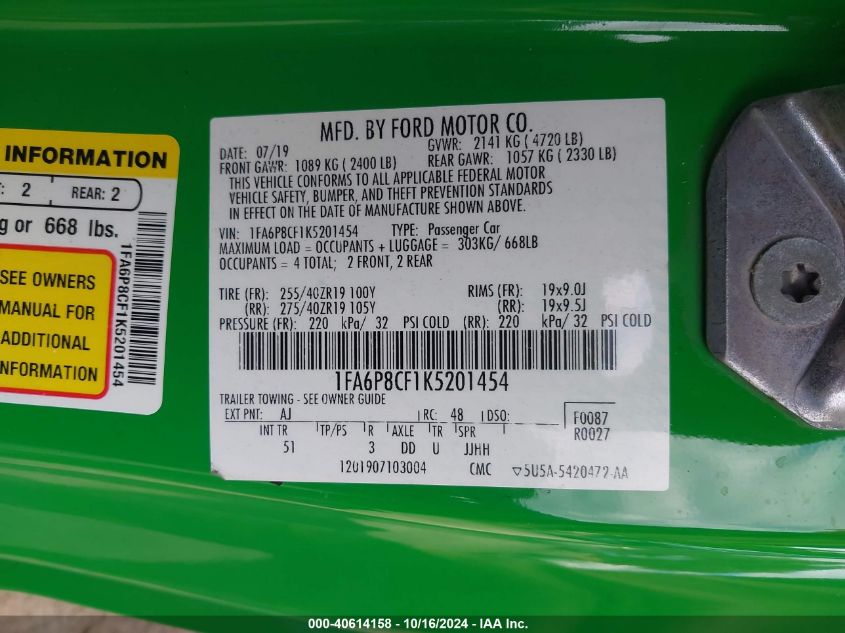 INFORMATION
2
REAR: 2
g or 668 lbs.
1FA6P8CF1K5201454
SEE OWNERS
MANUAL FOR
ADDITIONAL
INFORMATION
MFD. BY FORD MOTOR CO.
DATE: 07/19 GVWR: 2141 KG ( 4720 LB)
FRONT GAWR: 1089 KG ( 2400 LB) REAR GAWR: 1057 KG ( 2330 LB)
THIS VEHICLE CONFORMS TO ALL APPLICABLE FEDERAL MOTOR
VEHICLE SAFETY, BUMPER, AND THEFT PREVENTION STANDARDS
IN EFFECT ON THE DATE OF MANUFACTURE SHOWN ABOVE.
VIN: 1FA6P8CF1K5201454 TYPE: Passenger Car
MAXIMUM LOAD = OCCUPANTS + LUGGAGE = 303KG/ 668LB
OCCUPANTS = 4 TOTAL; 2 FRONT, 2 REAR
TIRE (FR): 255/40ZR19 100Y RIMS (FR): 19x9.0J
(RR): 275/40ZR19 105Y (RR): 19x9.5J
PRESSURE (FR): 220 kPa/ 32 PSI COLD (RR): 220 kPa/ 32 PSI COLD
1FA6P8CF1K5201454
TRAILER TOWING - SEE OWNER GUIDE
EXT PNT: AJ RC: 48 DSO: F0087
INT TR TP/PS R AXLE TR SPR R0027
51 3 DD U JJHH
1201907103004 CMC ▽5U5A-5420472-AA
000-40614158 - 10/16/2024 - IAA Inc.